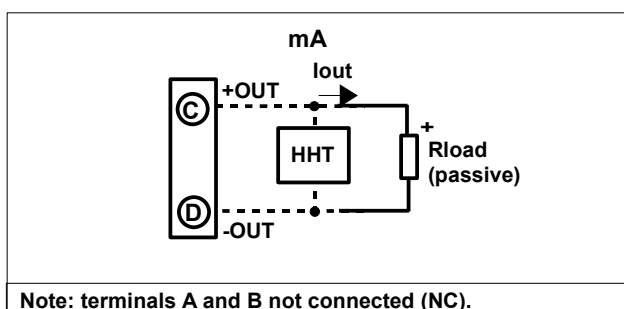 mA
Iout
+OUT
C
HHT
+
Rload
(passive)
D
-OUT
Note: terminals A and B not connected (NC).